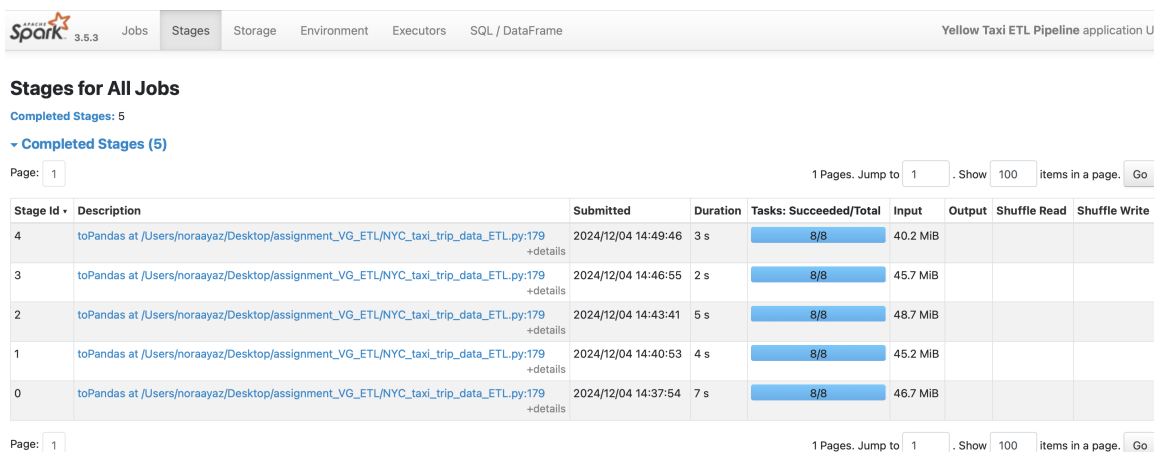 APACHE
Spark 3.5.3 Jobs Stages Storage Environment Executors SQL / DataFrame Yellow Taxi ETL Pipeline application U
Stages for All Jobs
Completed Stages: 5
Completed Stages (5)
Page: 1 1 Pages. Jump to 1 . Show 100 items in a page. Go
Stage Id Description Submitted Duration Tasks: Succeeded/Total Input Output Shuffle Read Shuffle Write
4 toPandas at /Users/noraayaz/Desktop/assignment_VG_ETL/NYC_taxi_trip_data_ETL.py:179 2024/12/04 14:49:46 3 s 8/8 40.2 MiB
+details
3 toPandas at /Users/noraayaz/Desktop/assignment_VG_ETL/NYC_taxi_trip_data_ETL.py:179 2024/12/04 14:46:55 2 s 8/8 45.7 MiB
+details
2 toPandas at /Users/noraayaz/Desktop/assignment_VG_ETL/NYC_taxi_trip_data_ETL.py:179 2024/12/04 14:43:41 5 s 8/8 48.7 MiB
+details
1 toPandas at /Users/noraayaz/Desktop/assignment_VG_ETL/NYC_taxi_trip_data_ETL.py:179 2024/12/04 14:40:53 4 s 8/8 45.2 MiB
+details
0 toPandas at /Users/noraayaz/Desktop/assignment_VG_ETL/NYC_taxi_trip_data_ETL.py:179 2024/12/04 14:37:54 7 s 8/8 46.7 MiB
+details
Page: 1 1 Pages. Jump to 1 . Show 100 items in a page. Go